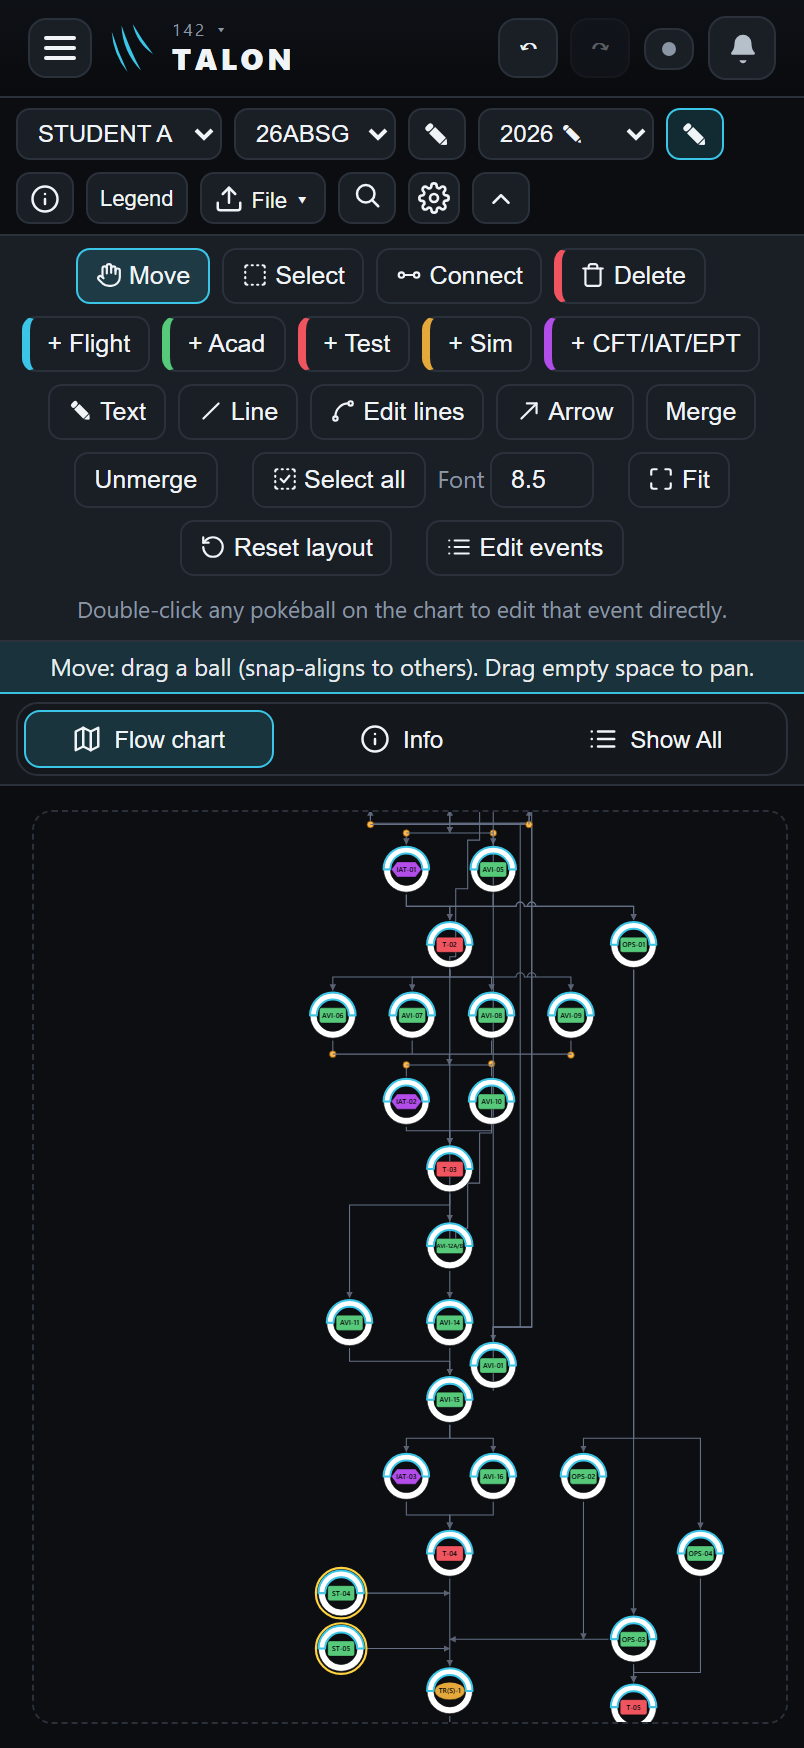 142
TALON
STUDENT A 26ABSG 2026
Legend File
Move Select Connect Delete
+ Flight + Acad + Test + Sim + CFT/IAT/EPT
Text Line Edit lines Arrow Merge
Unmerge Select all Font 8.5 Fit
Reset layout Edit events
Double-click any pokéball on the chart to edit that event directly.
Move: drag a ball (snap-aligns to others). Drag empty space to pan.
Flow chart Info Show All
IAT-01 AVI-05
T-02 OPS-01
AVI-06 AVI-07 AVI-08 AVI-09
IAT-02 AVI-10
T-03
AVI-12A/B
AVI-11 AVI-14
AVI-01
AVI-15
IAT-03 AVI-16 OPS-02
T-04 OPS-04
ST-04
OPS-03
ST-05
TR(S)-1
T-05